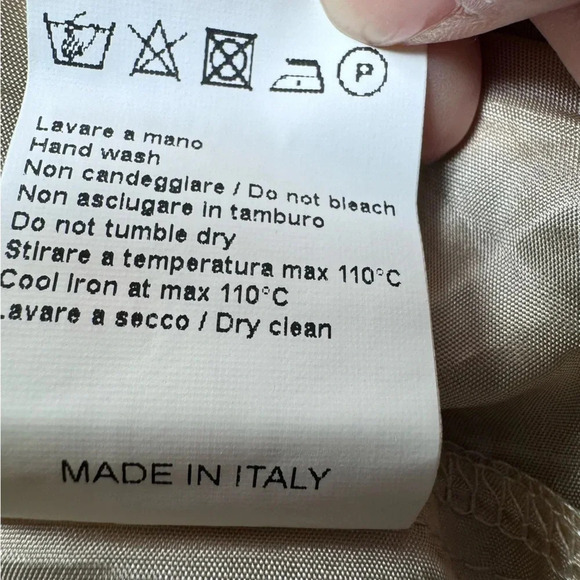 P
Lavare a mano
Hand wash
Non candeggiare / Do not bleach
Non asciugare in tamburo
Do not tumble dry
Stirare a temperatura max 110°C
Cool Iron at max 110°C
Lavare a secco / Dry clean
MADE IN ITALY